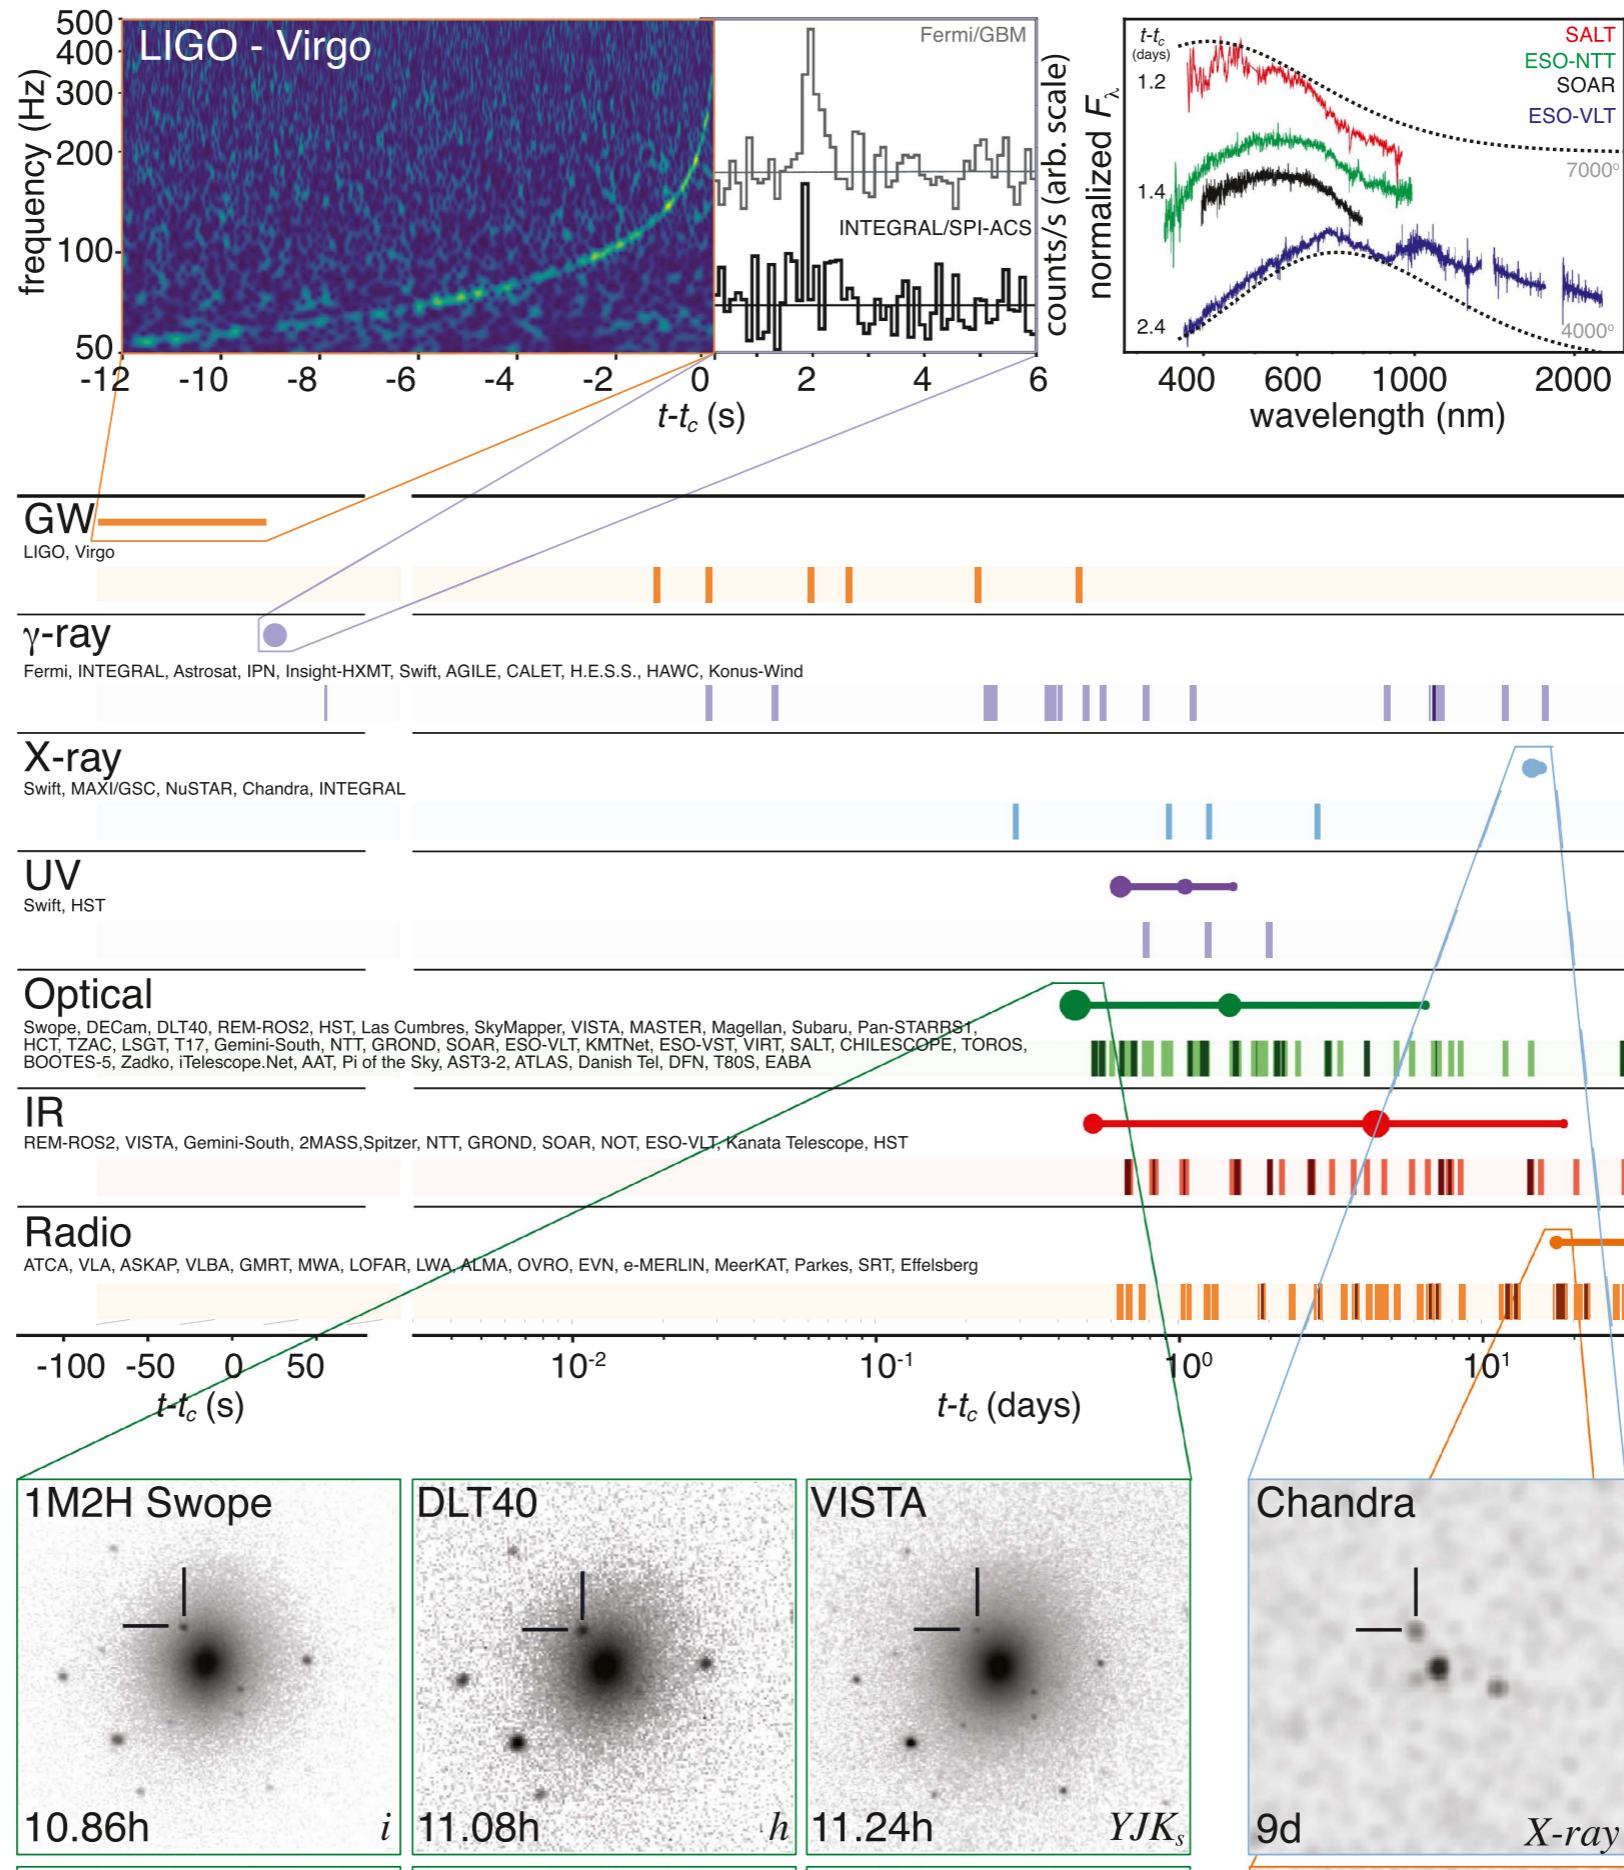 LIGO - Virgo
500
400
300
200
100
50
frequency (Hz)
-12 -10 -8 -6 -4 -2 0 2 4 6
t-tc (s)
Fermi/GBM
INTEGRAL/SPI-ACS
counts/s (arb. scale)
normalized Fλ
t-tc
(days)
1.2
1.4
2.4
SALT
ESO-NTT
SOAR
ESO-VLT
7000°
4000°
400 600 1000 2000
wavelength (nm)
GW
LIGO, Virgo
γ-ray
Fermi, INTEGRAL, Astrosat, IPN, Insight-HXMT, Swift, AGILE, CALET, H.E.S.S., HAWC, Konus-Wind
X-ray
Swift, MAXI/GSC, NuSTAR, Chandra, INTEGRAL
UV
Swift, HST
Optical
Swope, DECam, DLT40, REM-ROS2, HST, Las Cumbres, SkyMapper, VISTA, MASTER, Magellan, Subaru, Pan-STARRS1,
HCT, TZAC, LSGT, T17, Gemini-South, NTT, GROND, SOAR, ESO-VLT, KMTNet, ESO-VST, VIRT, SALT, CHILESCOPE, TOROS,
BOOTES-5, Zadko, iTelescope.Net, AAT, Pi of the Sky, AST3-2, ATLAS, Danish Tel, DFN, T80S, EABA
IR
REM-ROS2, VISTA, Gemini-South, 2MASS,Spitzer, NTT, GROND, SOAR, NOT, ESO-VLT, Kanata Telescope, HST
Radio
ATCA, VLA, ASKAP, VLBA, GMRT, MWA, LOFAR, LWA, ALMA, OVRO, EVN, e-MERLIN, MeerKAT, Parkes, SRT, Effelsberg
-100 -50 0 50 10⁻² 10⁻¹ 10⁰ 10¹
t-tc (s) t-tc (days)
1M2H Swope
10.86h i
DLT40
11.08h h
VISTA
11.24h YJKs
Chandra
9d X-ray